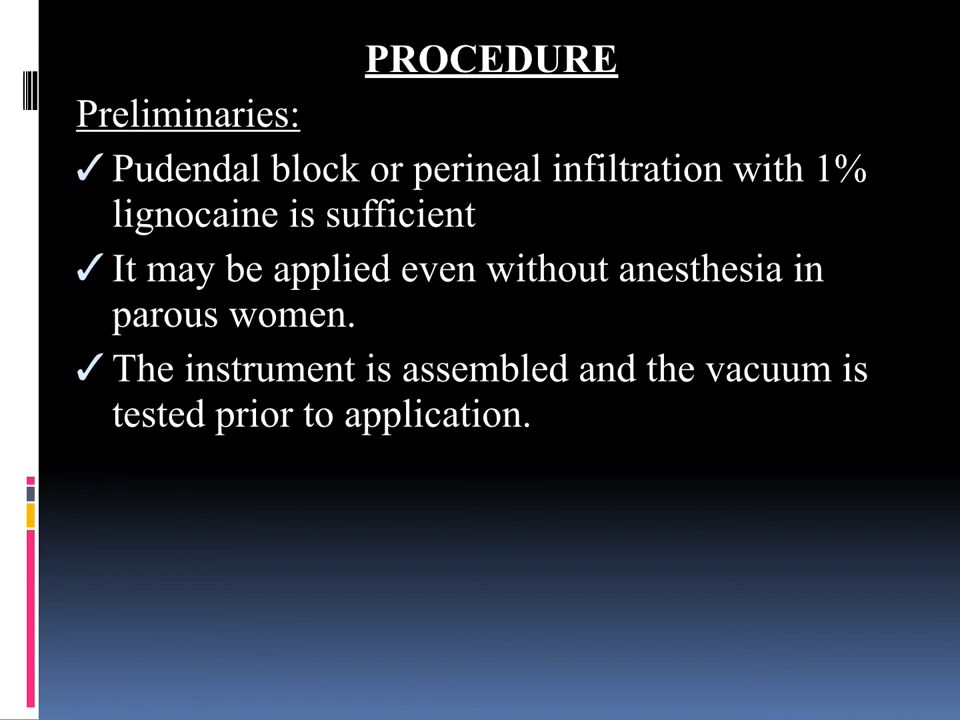 PROCEDURE
Preliminaries:
✓ Pudendal block or perineal infiltration with 1%
lignocaine is sufficient
✓ It may be applied even without anesthesia in
parous women.
✓ The instrument is assembled and the vacuum is
tested prior to application.